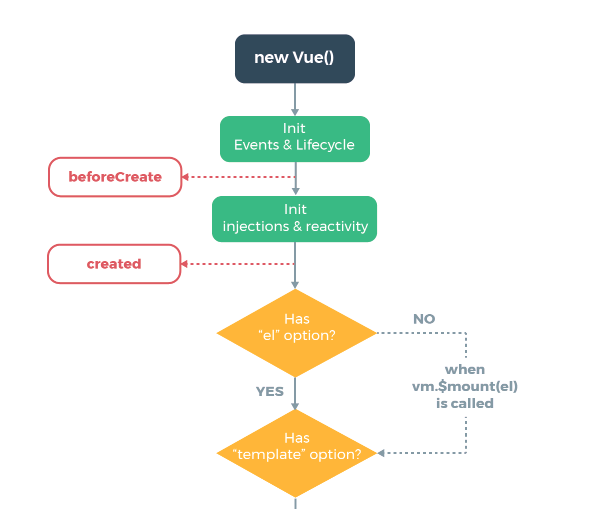 new Vue()
Init
Events & Lifecycle
beforeCreate
Init
injections & reactivity
created
Has
“el” option?
NO
when
vm.$mount(el)
is called
YES
Has
“template” option?